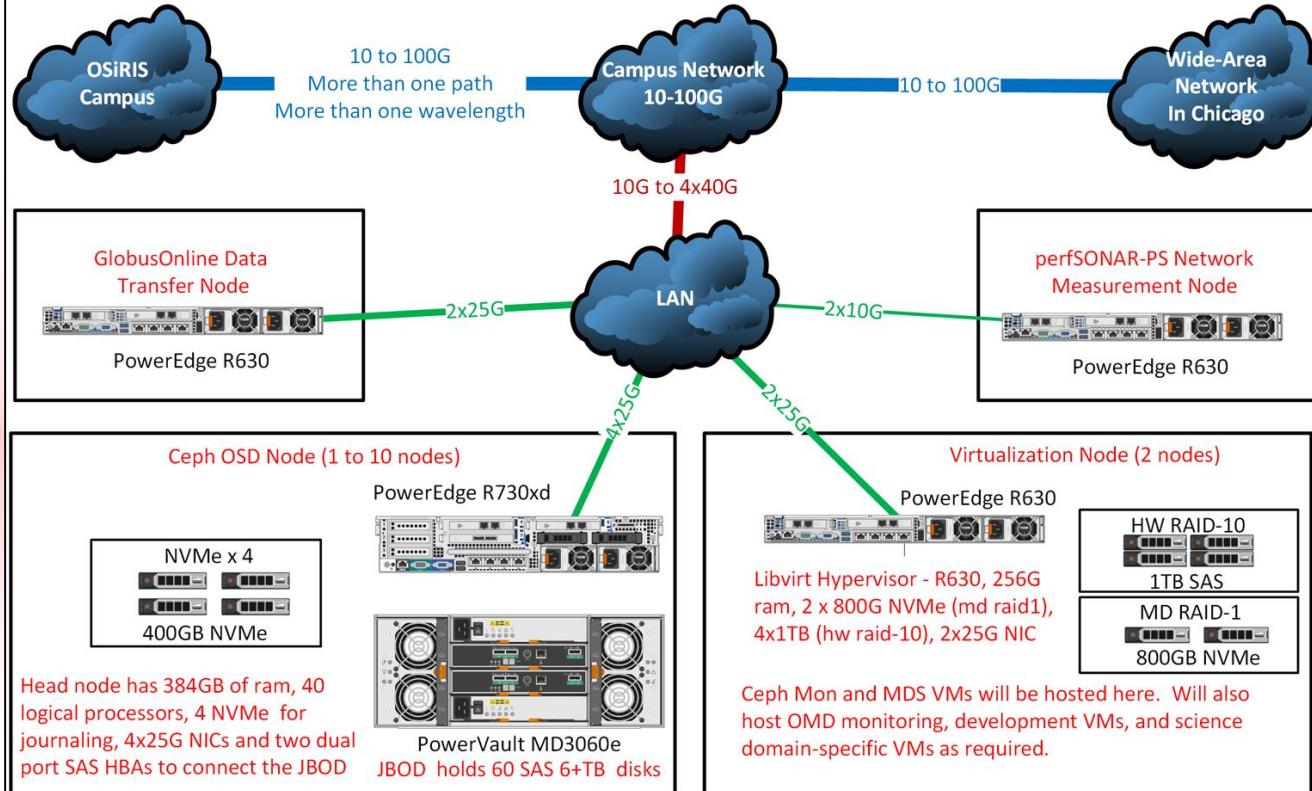 OSiRIS
Campus
10 to 100G
More than one path
More than one wavelength
Campus Network
10-100G
10 to 100G
Wide-Area
Network
In Chicago
10G to 4x40G
GlobusOnline Data
Transfer Node
PowerEdge R630
2x25G
LAN
2x10G
perfSONAR-PS Network
Measurement Node
PowerEdge R630
4x25G
2x25G
Ceph OSD Node (1 to 10 nodes)
PowerEdge R730xd
NVMe x 4
400GB NVMe
Head node has 384GB of ram, 40
logical processors, 4 NVMe for
journaling, 4x25G NICs and two dual
port SAS HBAs to connect the JBOD
PowerVault MD3060e
JBOD holds 60 SAS 6+TB disks
Virtualization Node (2 nodes)
PowerEdge R630
Libvirt Hypervisor - R630, 256G
ram, 2 x 800G NVMe (md raid1),
4x1TB (hw raid-10), 2x25G NIC
HW RAID-10
1TB SAS
MD RAID-1
800GB NVMe
Ceph Mon and MDS VMs will be hosted here. Will also
host OMD monitoring, development VMs, and science
domain-specific VMs as required.